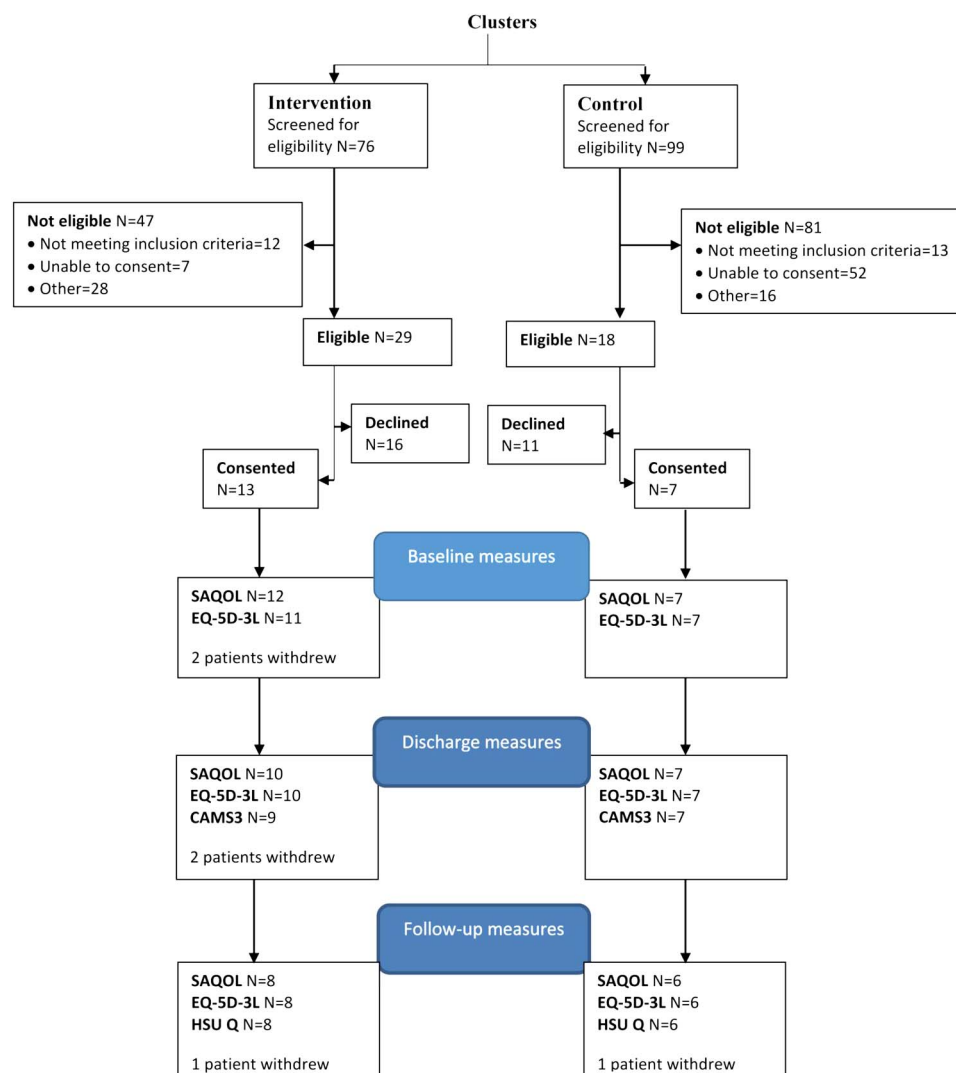 Clusters
Intervention
Screened for
eligibility N=76
Control
Screened for
eligibility N=99
Not eligible N=47
• Not meeting inclusion criteria=12
• Unable to consent=7
• Other=28
Not eligible N=81
• Not meeting inclusion criteria=13
• Unable to consent=52
• Other=16
Eligible N=29
Eligible N=18
Declined
N=16
Declined
N=11
Consented
N=13
Consented
N=7
Baseline measures
SAQOL N=12
EQ-5D-3L N=11
2 patients withdrew
SAQOL N=7
EQ-5D-3L N=7
Discharge measures
SAQOL N=10
EQ-5D-3L N=10
CAMS3 N=9
2 patients withdrew
SAQOL N=7
EQ-5D-3L N=7
CAMS3 N=7
Follow-up measures
SAQOL N=8
EQ-5D-3L N=8
HSU Q N=8
1 patient withdrew
SAQOL N=6
EQ-5D-3L N=6
HSU Q N=6
1 patient withdrew